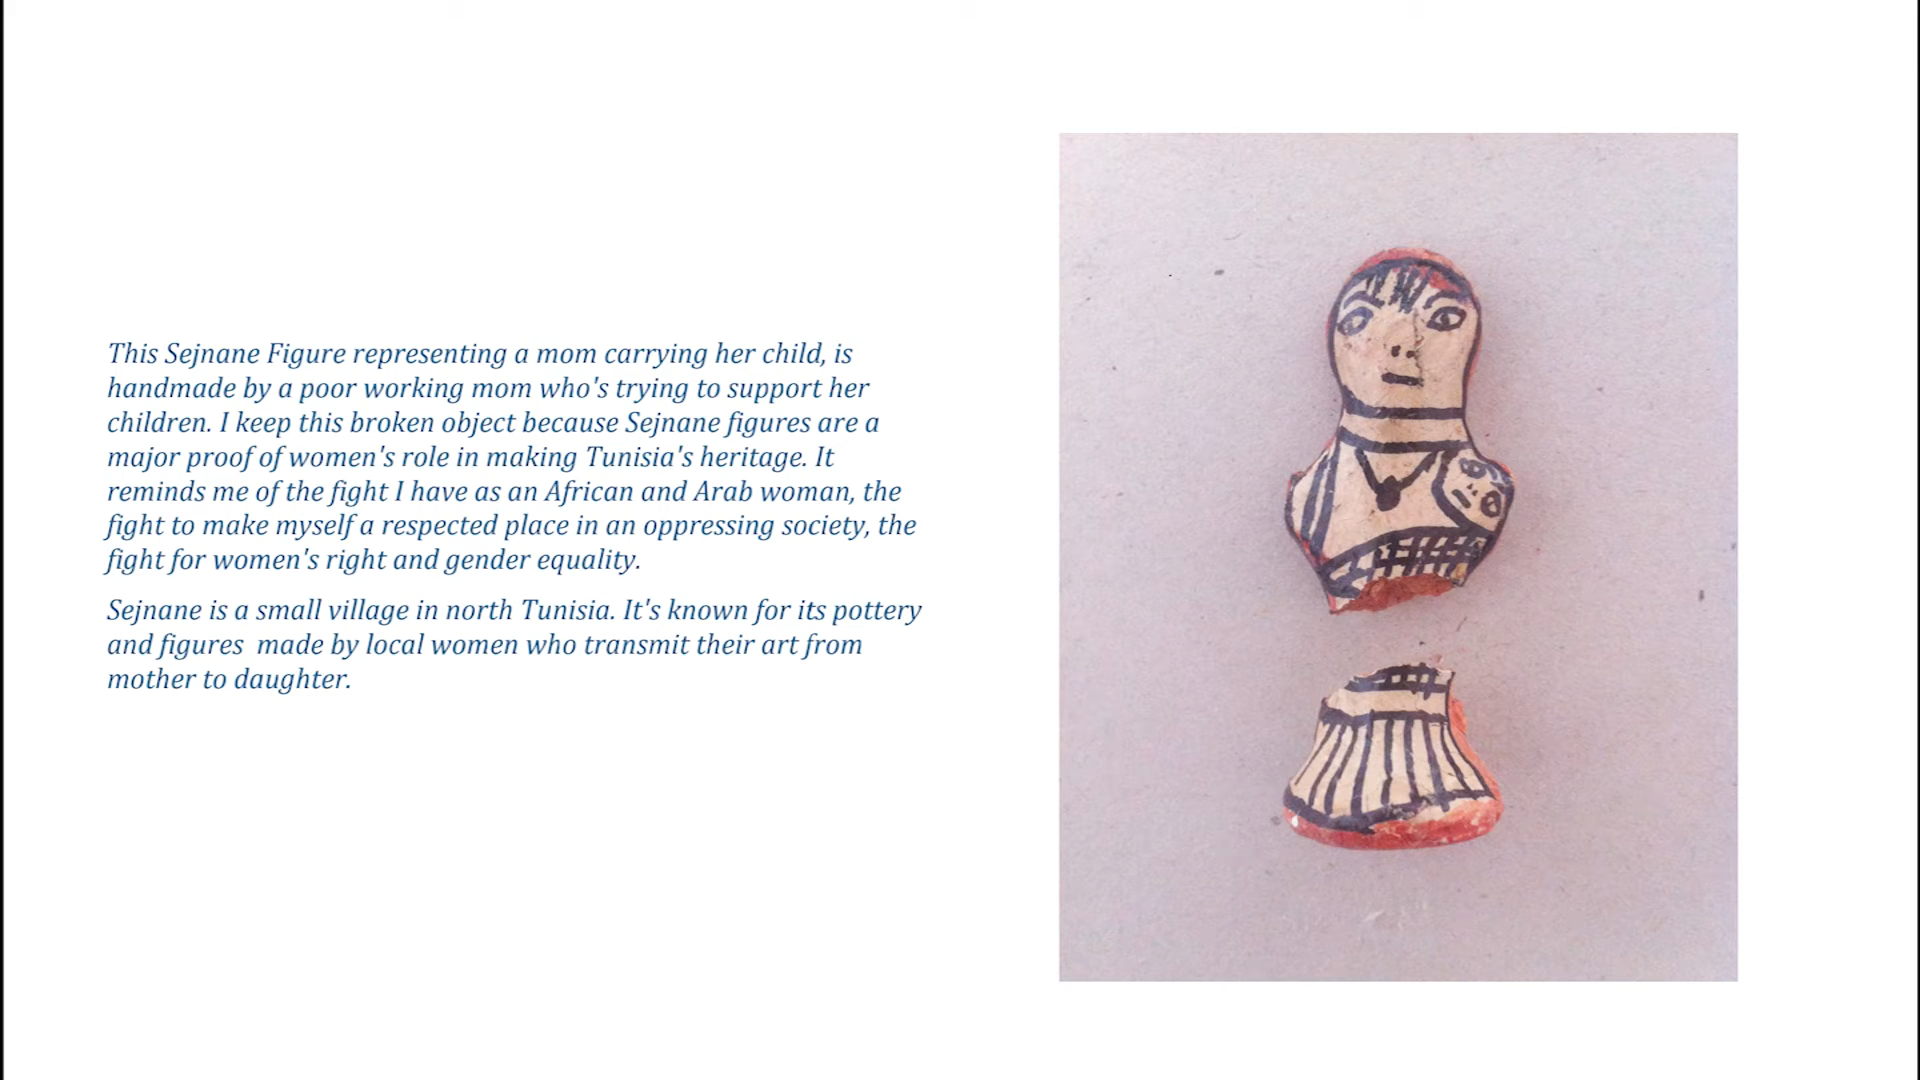 This Sejnane Figure representing a mom carrying her child, is
handmade by a poor working mom who's trying to support her
children. I keep this broken object because Sejnane figures are a
major proof of women's role in making Tunisia's heritage. It
reminds me of the fight I have as an African and Arab woman, the
fight to make myself a respected place in an oppressing society, the
fight for women's right and gender equality.
Sejnane is a small village in north Tunisia. It's known for its pottery
and figures  made by local women who transmit their art from
mother to daughter.